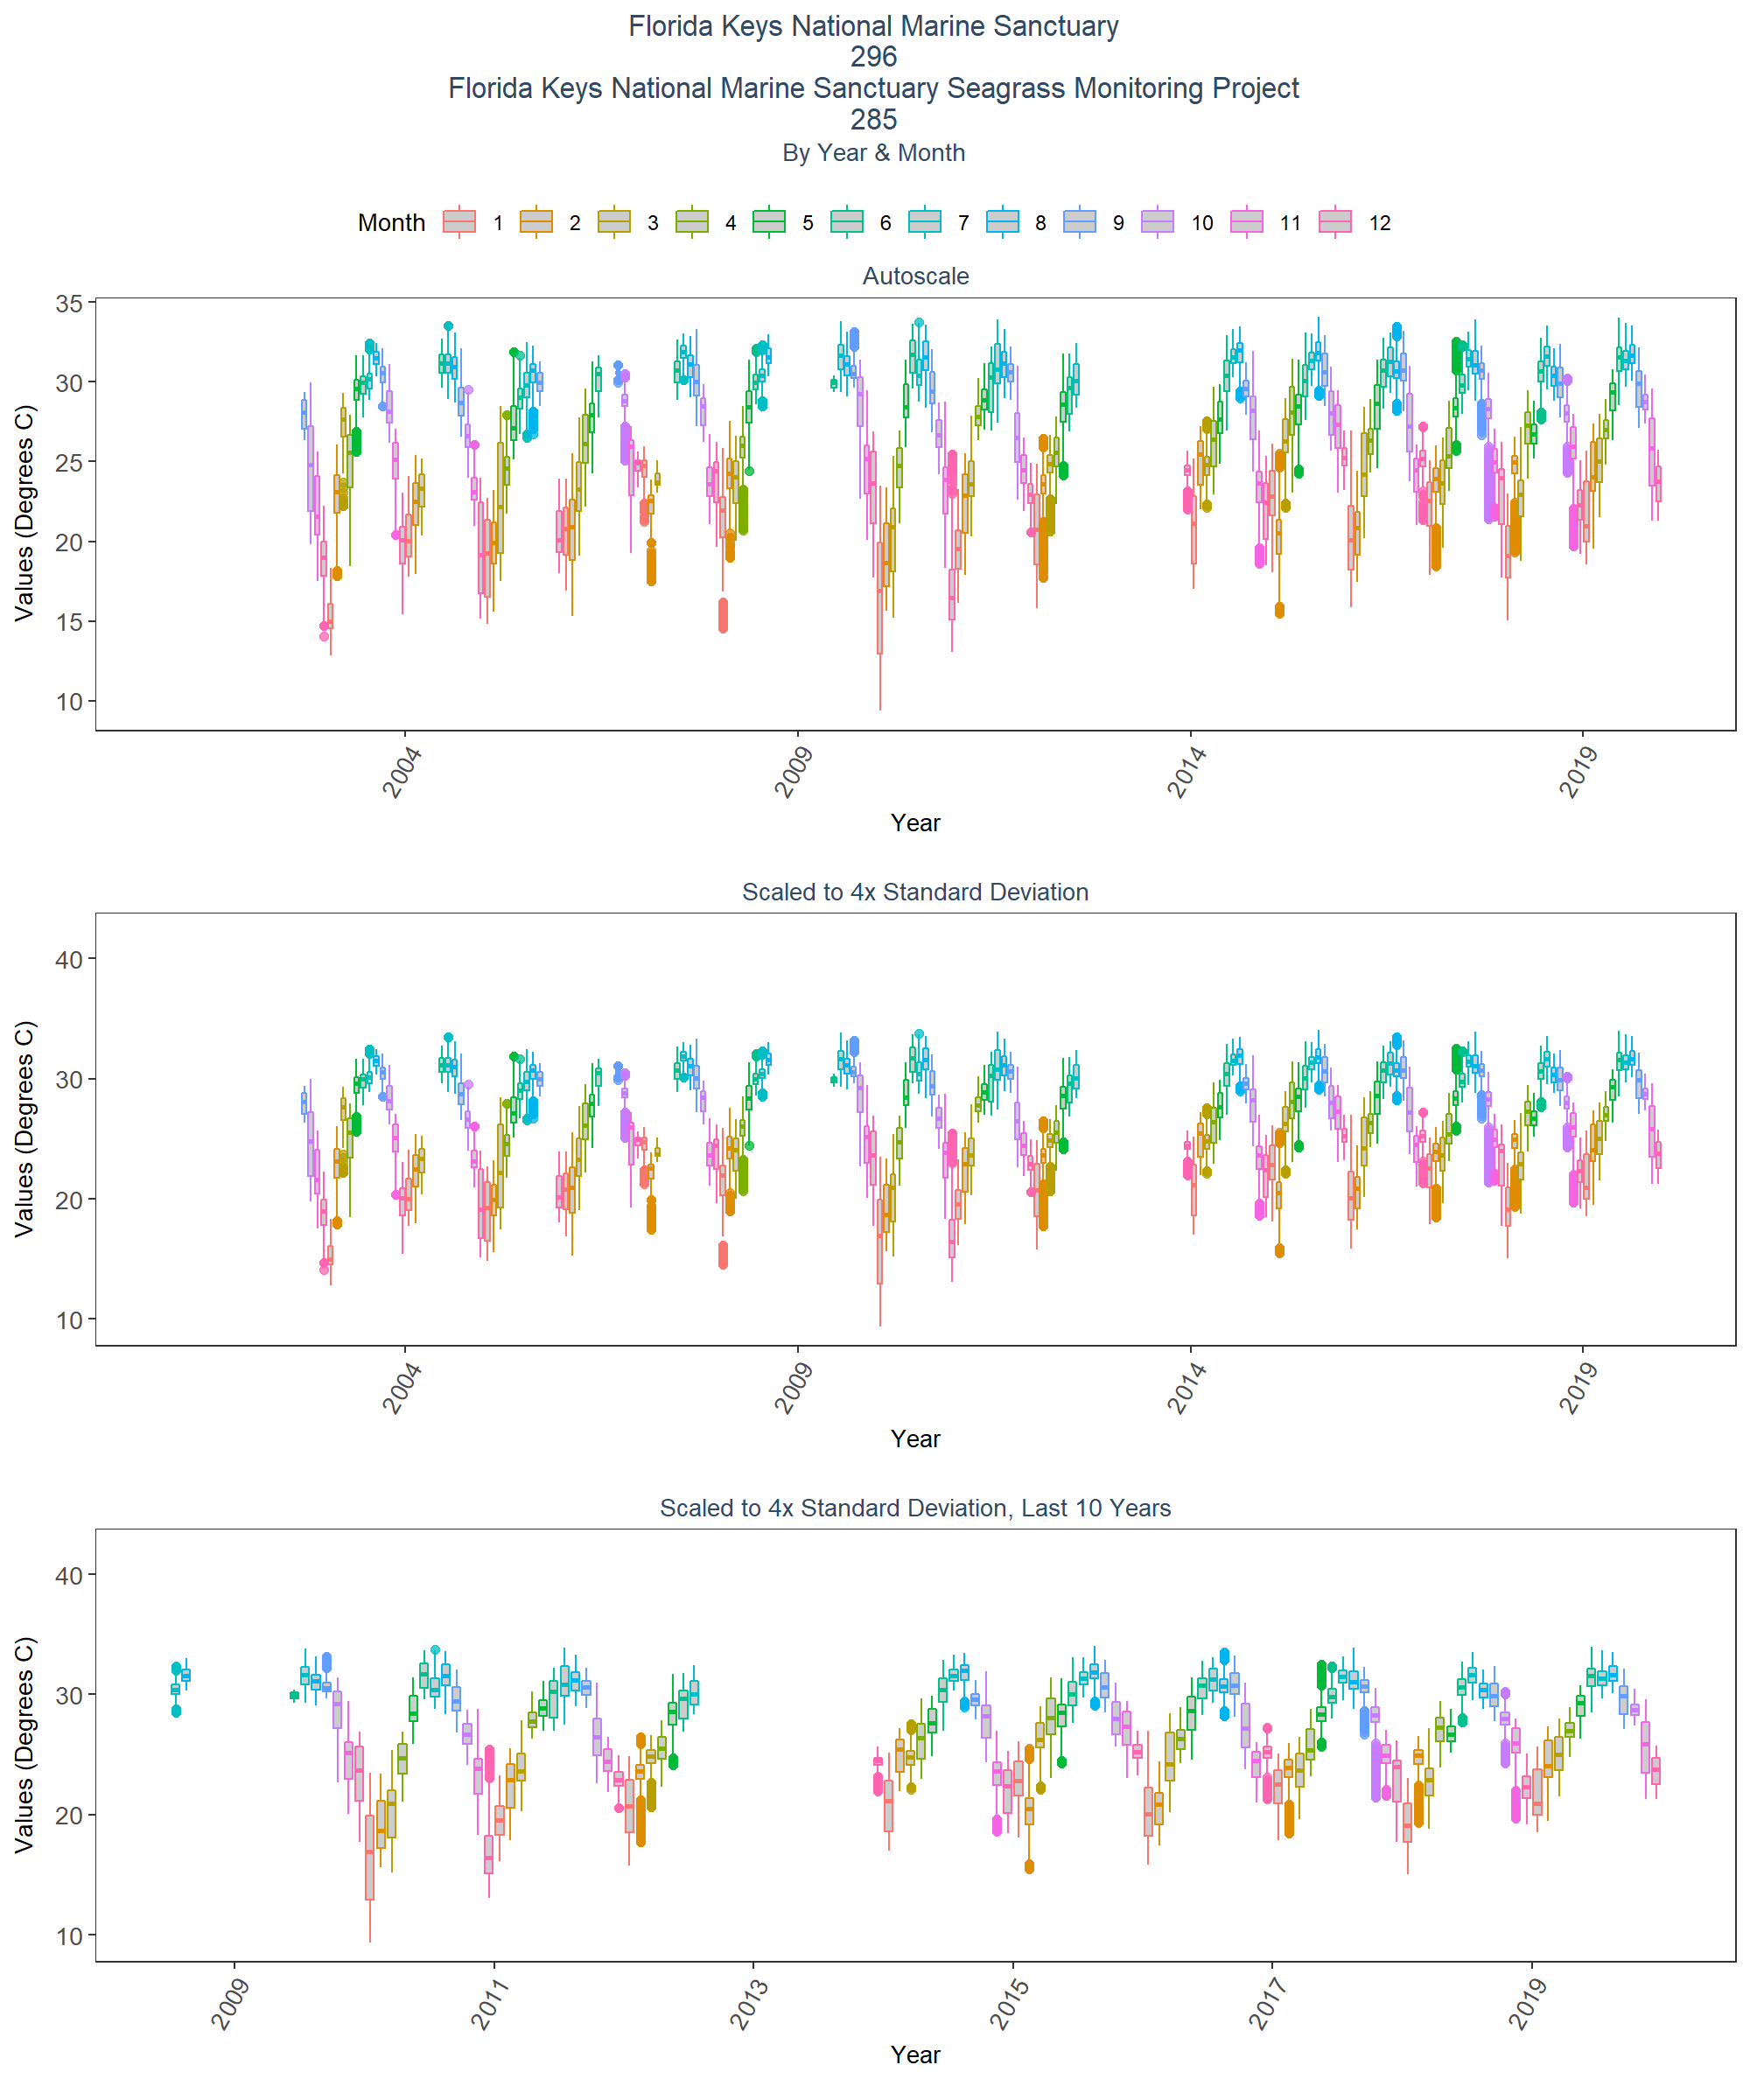 Florida Keys National Marine Sanctuary
296
Florida Keys National Marine Sanctuary Seagrass Monitoring Project
285
By Year & Month
Month 1 2 3 4 5 6 7 8 9 10 11 12
Autoscale
Values (Degrees C)
35
30
25
20
15
10
2004 2009 2014 2019
Year
Scaled to 4x Standard Deviation
Values (Degrees C)
40
30
20
10
2004 2009 2014 2019
Year
Scaled to 4x Standard Deviation, Last 10 Years
Values (Degrees C)
40
30
20
10
2009 2011 2013 2015 2017 2019
Year